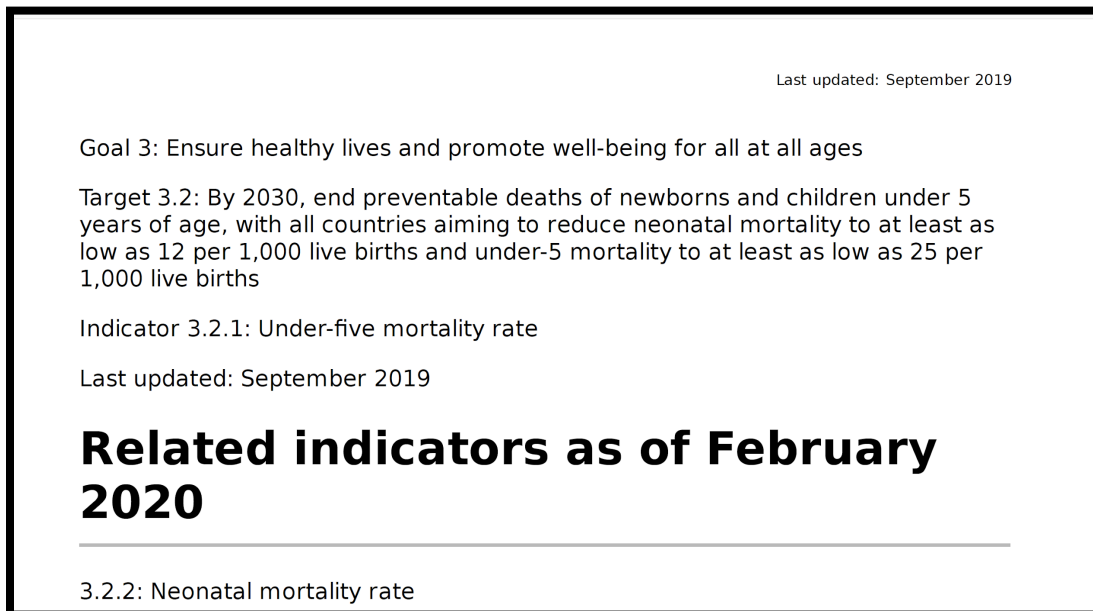 Last updated: September 2019
Goal 3: Ensure healthy lives and promote well-being for all at all ages
Target 3.2: By 2030, end preventable deaths of newborns and children under 5
years of age, with all countries aiming to reduce neonatal mortality to at least as
low as 12 per 1,000 live births and under-5 mortality to at least as low as 25 per
1,000 live births
Indicator 3.2.1: Under-five mortality rate
Last updated: September 2019
Related indicators as of February
2020
3.2.2: Neonatal mortality rate